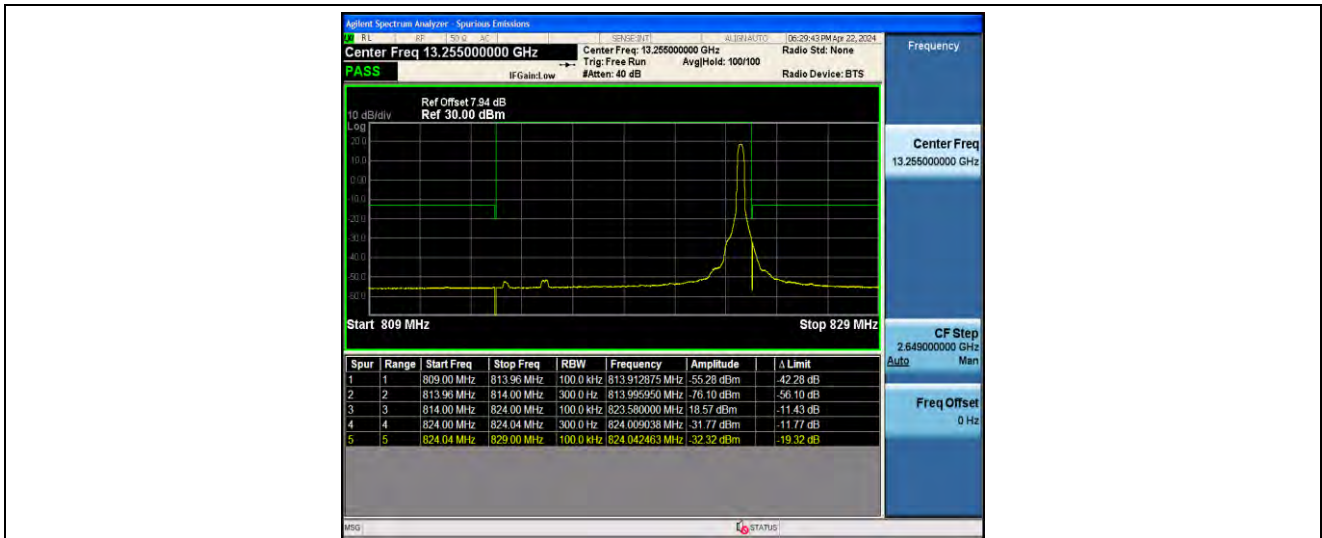 Agilent Spectrum Analyzer - Spurious Emissions
RL RF 50 Ω AC SENSE:INT ALIGN AUTO 06:29:43 PM Apr 22, 2024
Center Freq 13.255000000 GHz Center Freq: 13.255000000 GHz Radio Std: None Frequency
Trig: Free Run Avg|Hold: 100/100
PASS IFGain:Low #Atten: 40 dB Radio Device: BTS
Ref Offset 7.94 dB
10 dB/div Ref 30.00 dBm
Log
20.0
10.0
0.00
-10.0
-20.0
-30.0
-40.0
-50.0
-60.0
Start 809 MHz Stop 829 MHz
Center Freq
13.255000000 GHz
CF Step
2.649000000 GHz
Auto Man
Freq Offset
0 Hz
Spur Range Start Freq Stop Freq RBW Frequency Amplitude Δ Limit
1 1 809.00 MHz 813.96 MHz 100.0 kHz 813.912875 MHz -55.28 dBm -42.28 dB
2 2 813.96 MHz 814.00 MHz 300.0 Hz 813.995950 MHz -76.10 dBm -56.10 dB
3 3 814.00 MHz 824.00 MHz 100.0 kHz 823.580000 MHz 18.57 dBm -11.43 dB
4 4 824.00 MHz 824.04 MHz 300.0 Hz 824.009038 MHz -31.77 dBm -11.77 dB
5 5 824.04 MHz 829.00 MHz 100.0 kHz 824.042463 MHz -32.32 dBm -19.32 dB
MSG STATUS